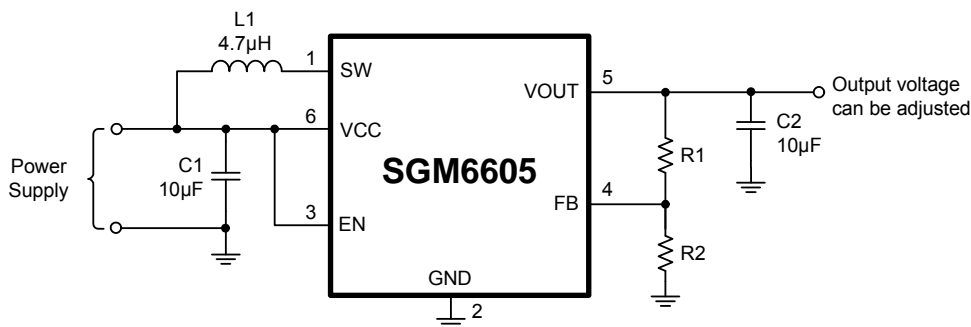 L1
4.7µH
1
SW
5
VOUT
Output voltage
can be adjusted
6
VCC
C2
10µF
R1
Power
Supply
C1
10µF
SGM6605
4
FB
3
EN
R2
GND
2